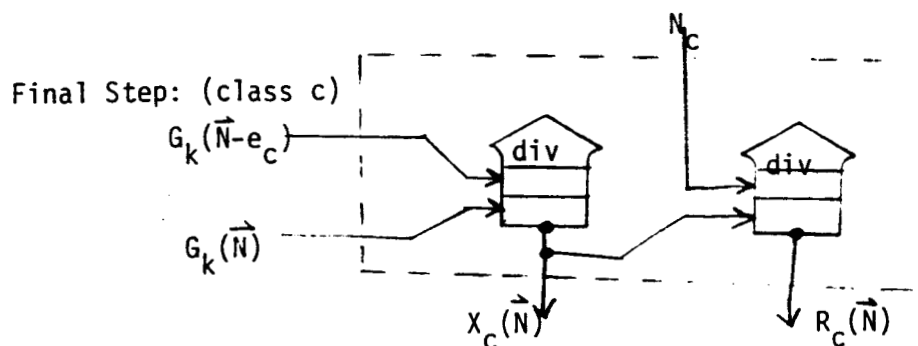 N_c
Final Step: (class c)
G_k(N⃗-e_c)
div
div
G_k(N⃗)
X_c(N⃗)
R_c(N⃗)